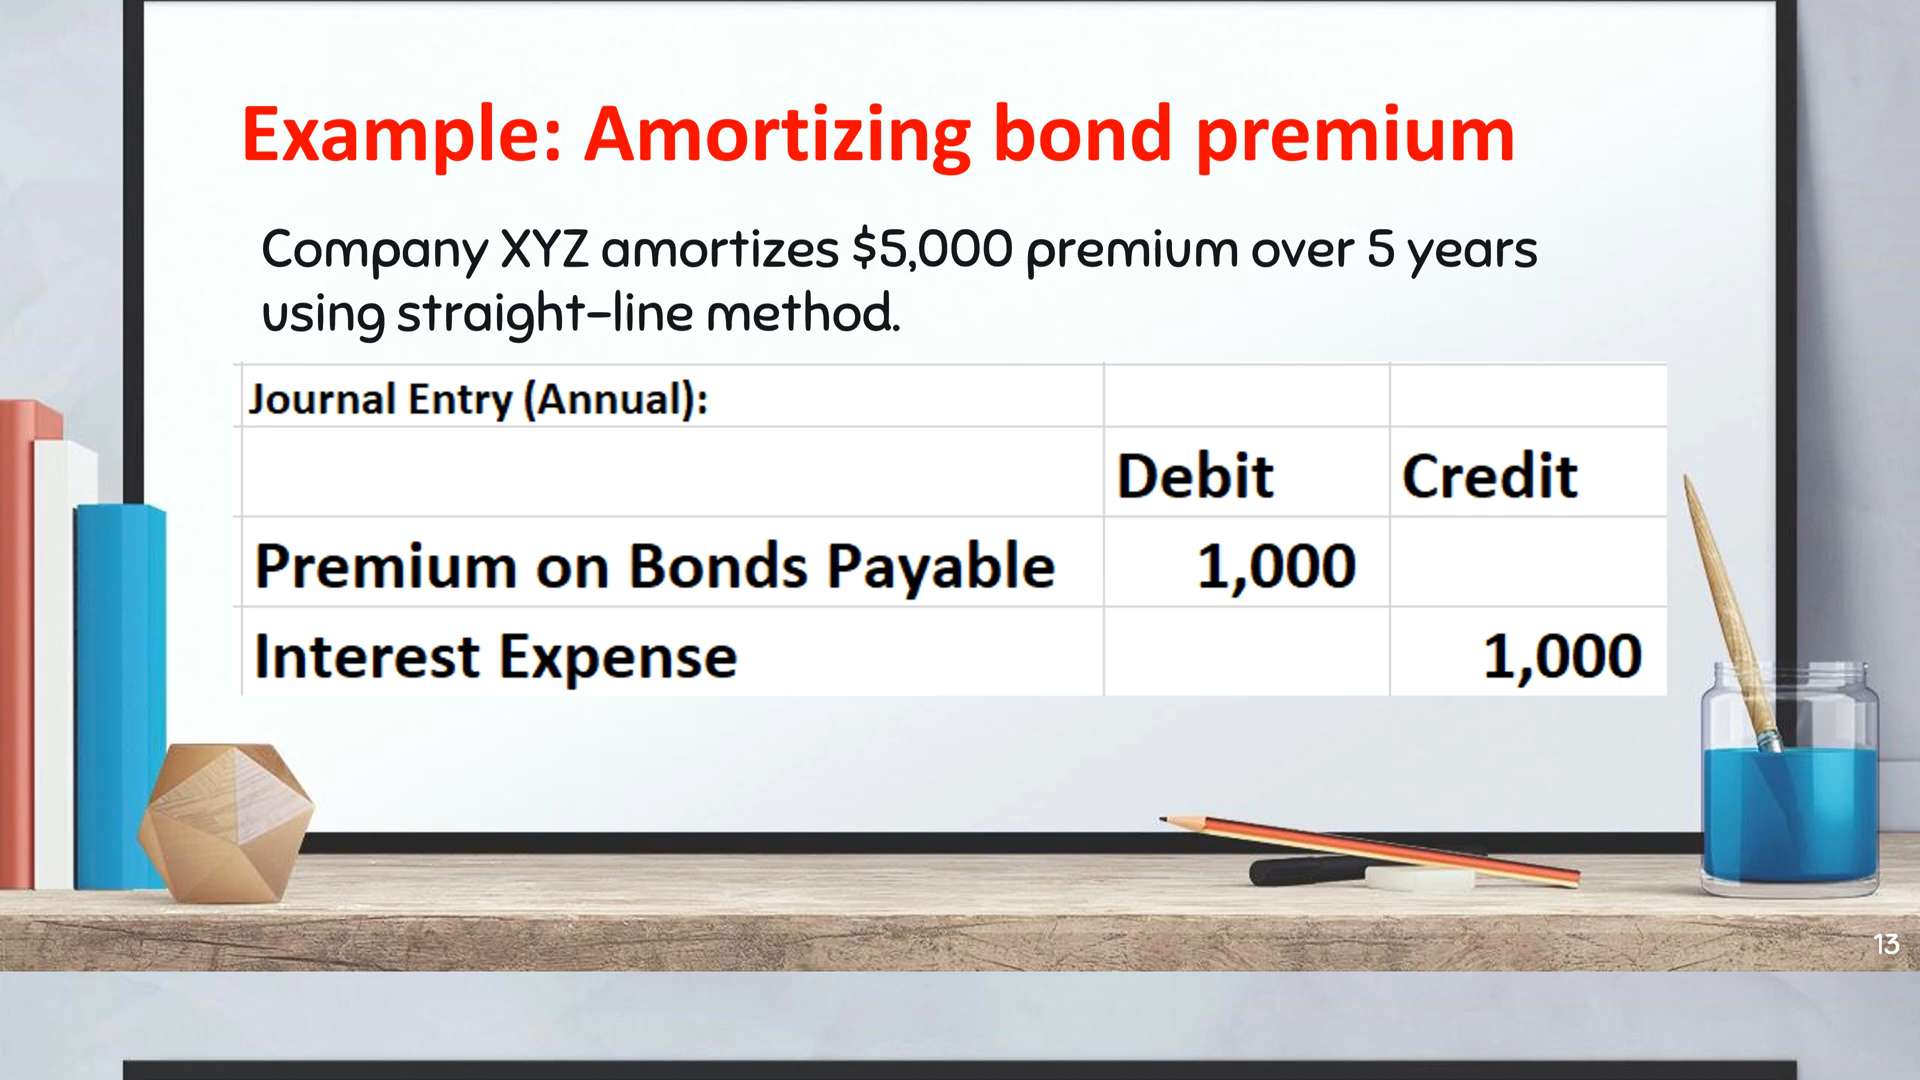 Example: Amortizing bond premium
Company XYZ amortizes $5,000 premium over 5 years
using straight-line method.
Journal Entry (Annual):
Debit Credit
Premium on Bonds Payable 1,000
Interest Expense 1,000
13